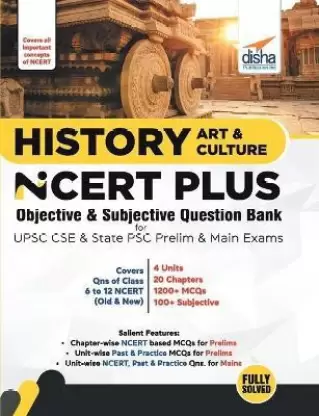 Covers all
Important
concepts
of NCERT
disha
HISTORY ART &
CULTURE
NCERT PLUS
Objective & Subjective Question Bank
for
UPSC CSE & State PSC Prelim & Main Exams
Covers
Qns of Class
6 to 12 NCERT
(Old & New)
4 Units
20 Chapters
1200+ MCQs
100+ Subjective
Salient Features:
• Chapter-wise NCERT based MCQs for Prelims
• Unit-wise Past & Practice MCQs for Prelims
• Unit-wise NCERT, Past & Practice Qns. for Mains
FULLY
SOLVED